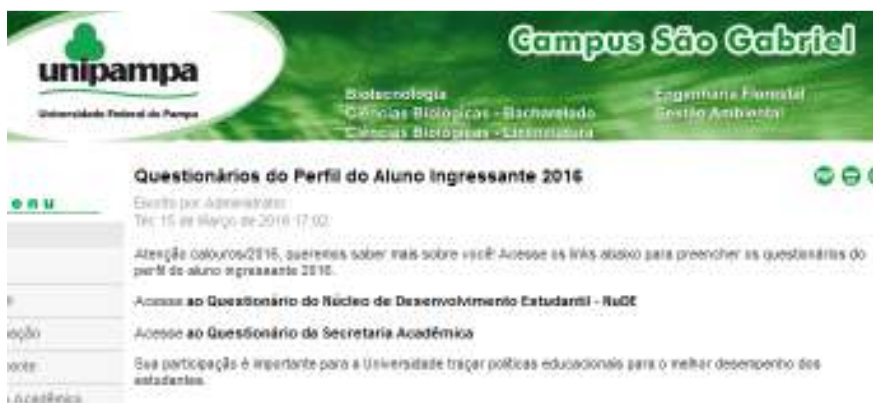 Campus São Gabriel
unipampa
Universidade Federal do Pampa
Biotecnologia
Ciências Biológicas - Bacharelado
Ciências Biológicas - Licenciatura
Engenharia Florestal
Gestão Ambiental
Questionários do Perfil do Aluno Ingressante 2016
enu
Escrito por Administrator
Ter, 15 de Março de 2016 17:02
Atenção calouros/2016, queremos saber mais sobre você! Acesse os links abaixo para preencher os questionários do
perfil do aluno ingressante 2016.
Acesse ao Questionário do Núcleo de Desenvolvimento Estudantil - NuDE
Acesse ao Questionário da Secretaria Acadêmica
Sua participação é importante para a Universidade traçar políticas educacionais para o melhor desempenho dos
estudantes.
Acadêmica